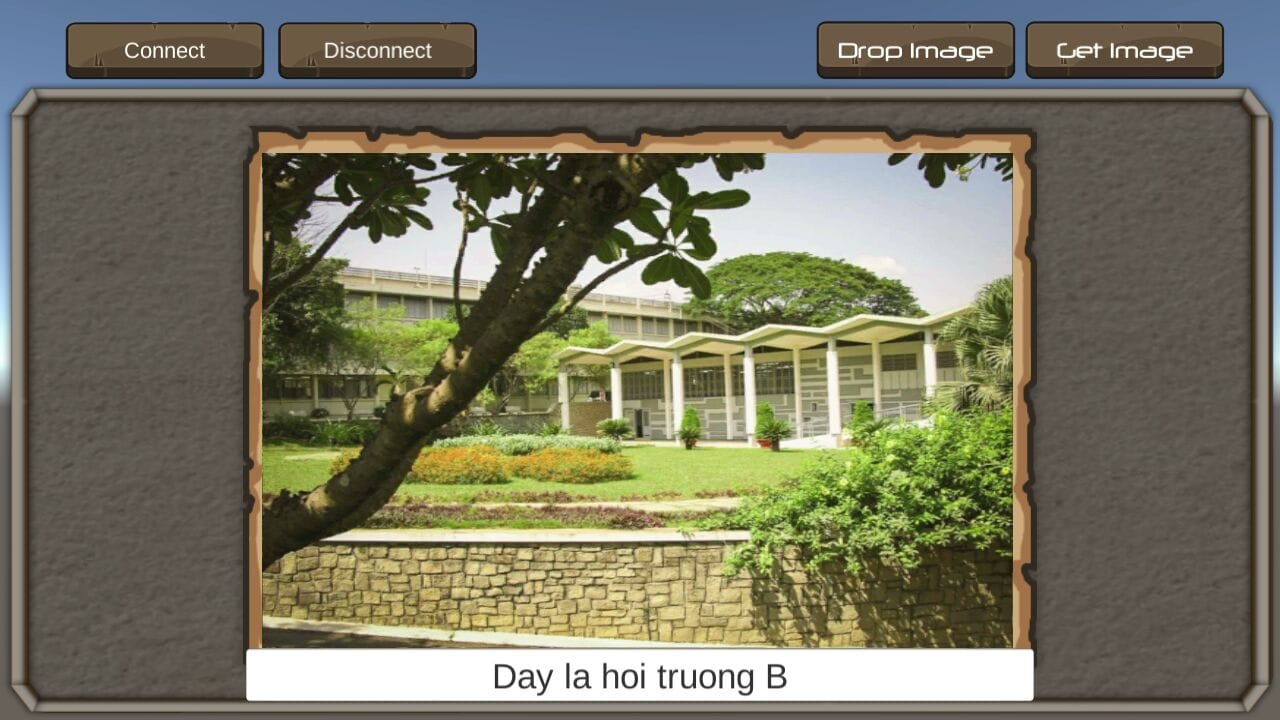 Connect
Disconnect
Drop Image
Get Image
Day la hoi truong B